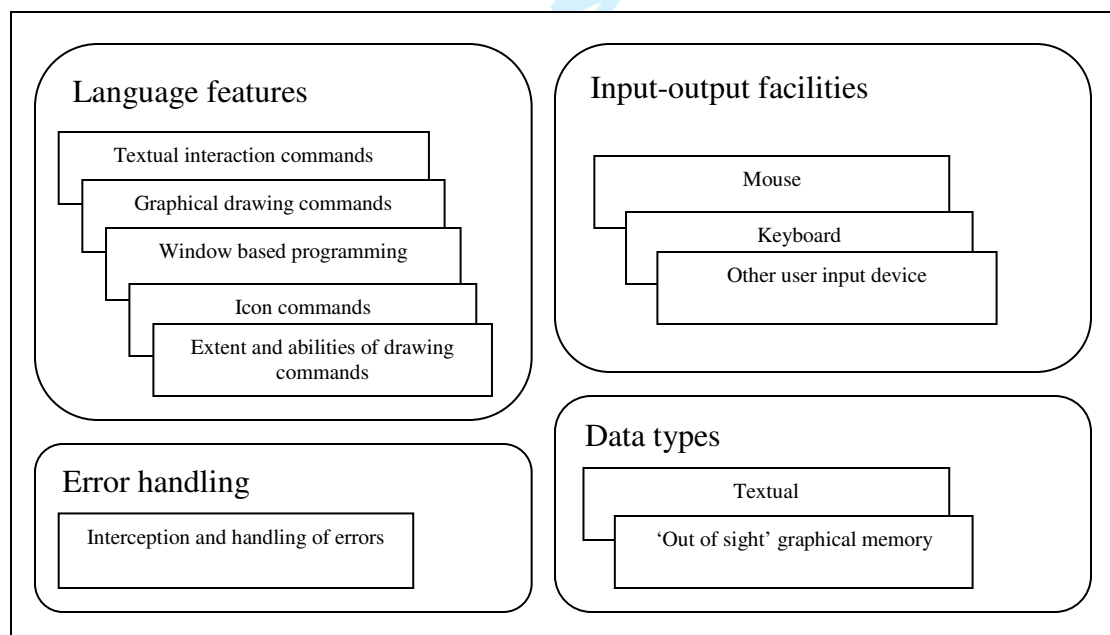 Language features
Textual interaction commands
Graphical drawing commands
Window based programming
Icon commands
Extent and abilities of drawing
commands
Input-output facilities
Mouse
Keyboard
Other user input device
Error handling
Interception and handling of errors
Data types
Textual
‘Out of sight’ graphical memory